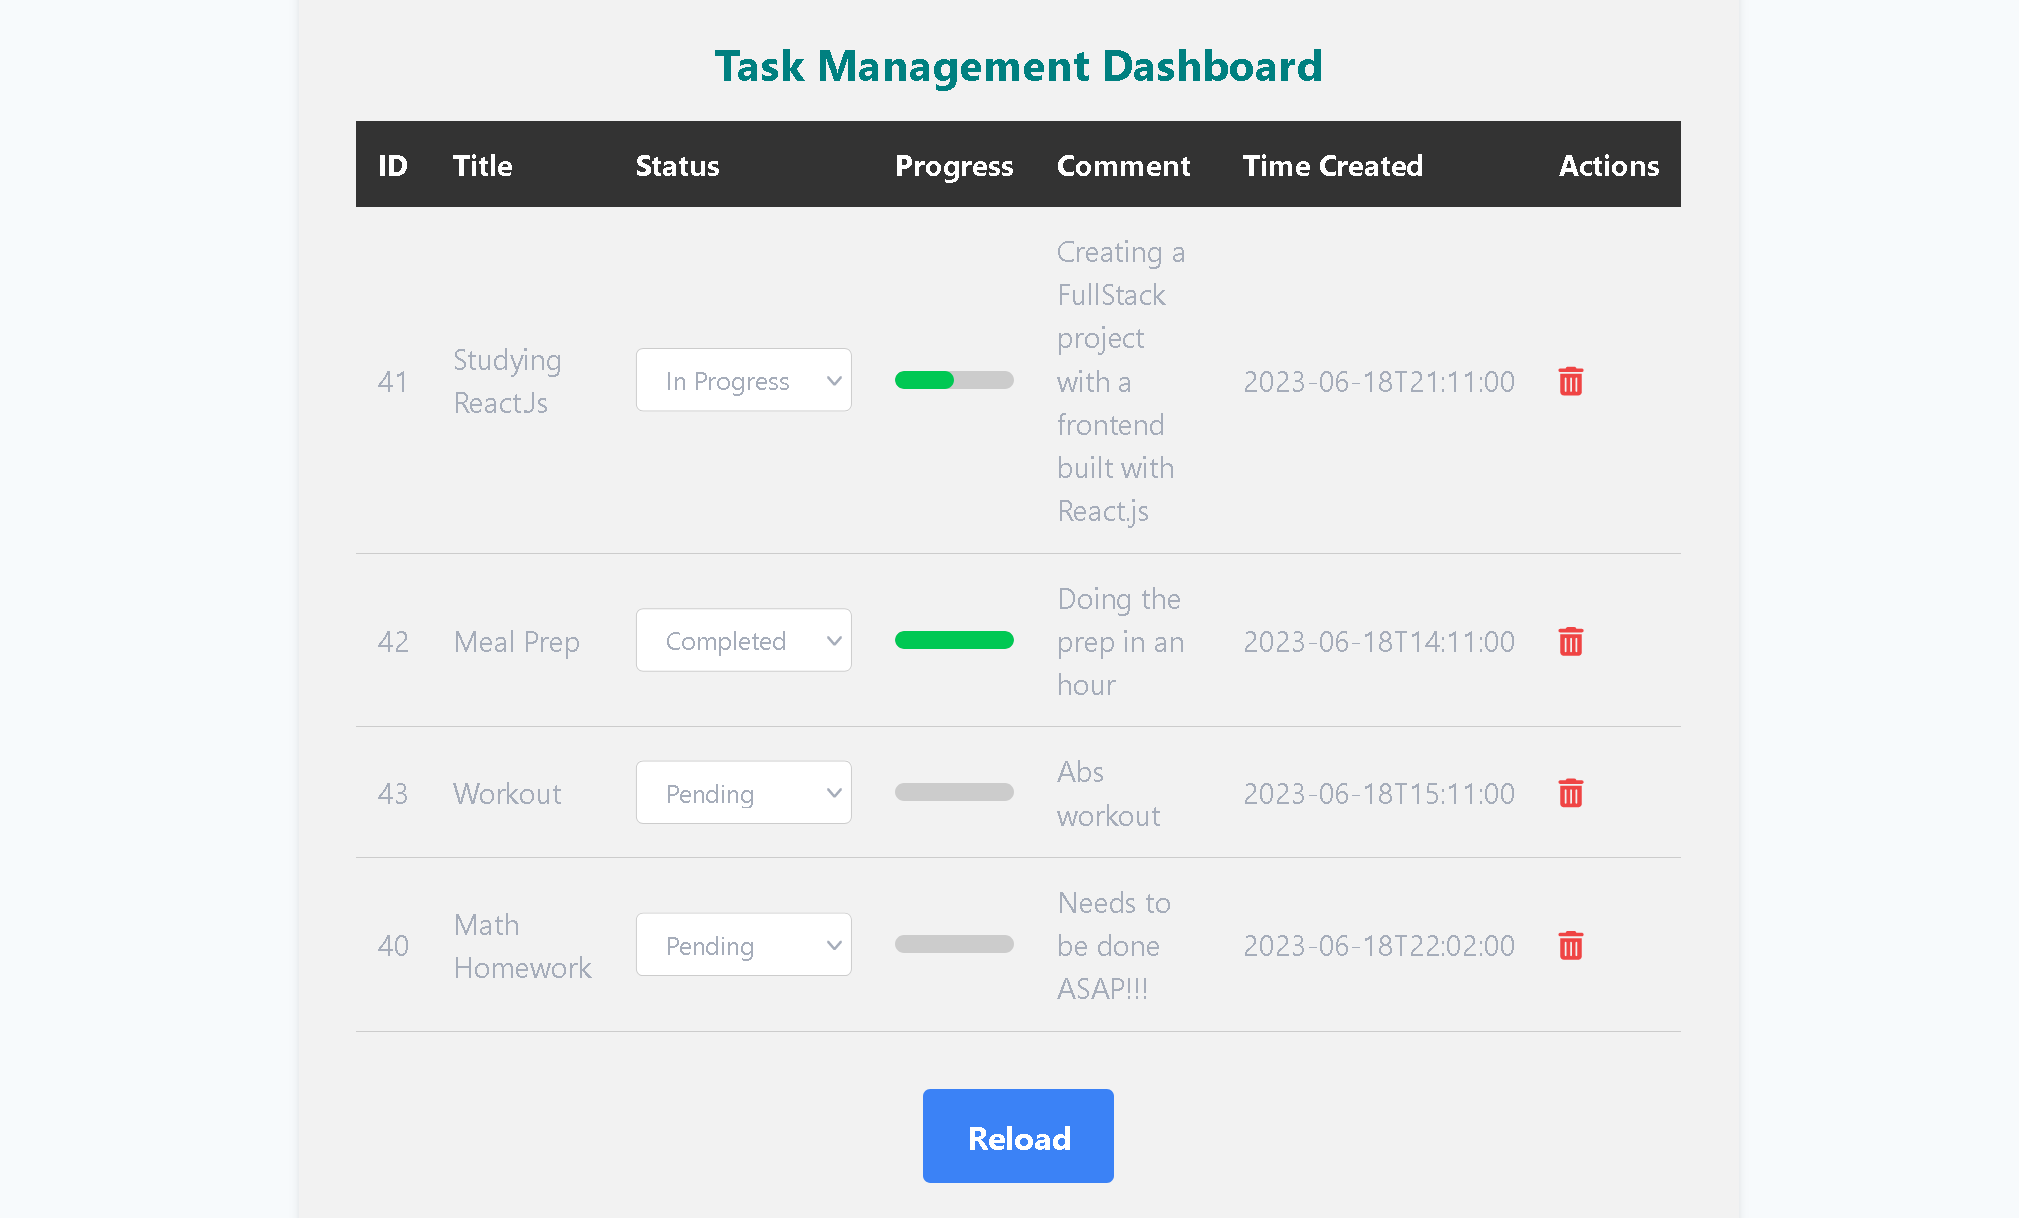 Task Management Dashboard
ID Title Status Progress Comment Time Created Actions
41
Studying
ReactJs
In Progress
Creating a
FullStack
project
with a
frontend
built with
React.js
2023-06-18T21:11:00
42
Meal Prep
Completed
Doing the
prep in an
hour
2023-06-18T14:11:00
43
Workout
Pending
Abs
workout
2023-06-18T15:11:00
40
Math
Homework
Pending
Needs to
be done
ASAP!!!
2023-06-18T22:02:00
Reload